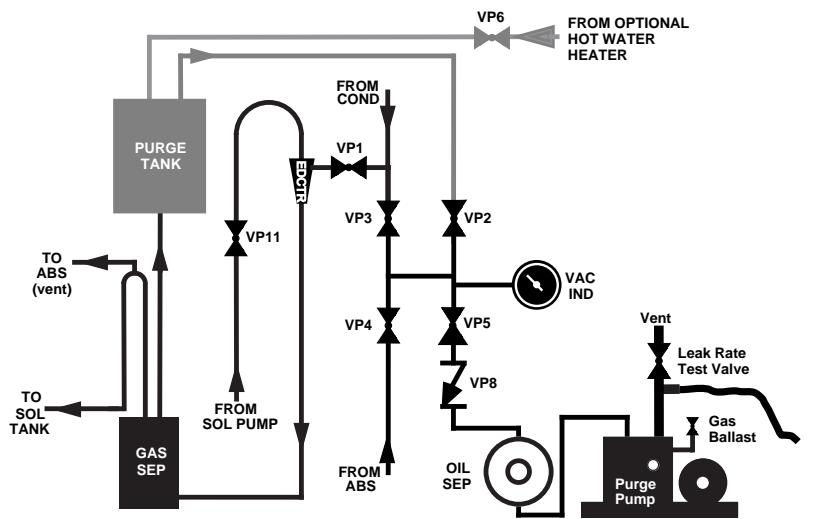 VP6
FROM OPTIONAL
HOT WATER
HEATER
FROM
COND
PURGE
TANK
VP1
EDCTR
VP3
VP2
VP11
TO
ABS
(vent)
VAC
IND
VP4
VP5
Vent
Leak Rate
Test Valve
VP8
TO
SOL
TANK
FROM
SOL PUMP
Gas
Ballast
GAS
SEP
FROM
ABS
OIL
SEP
Purge
Pump